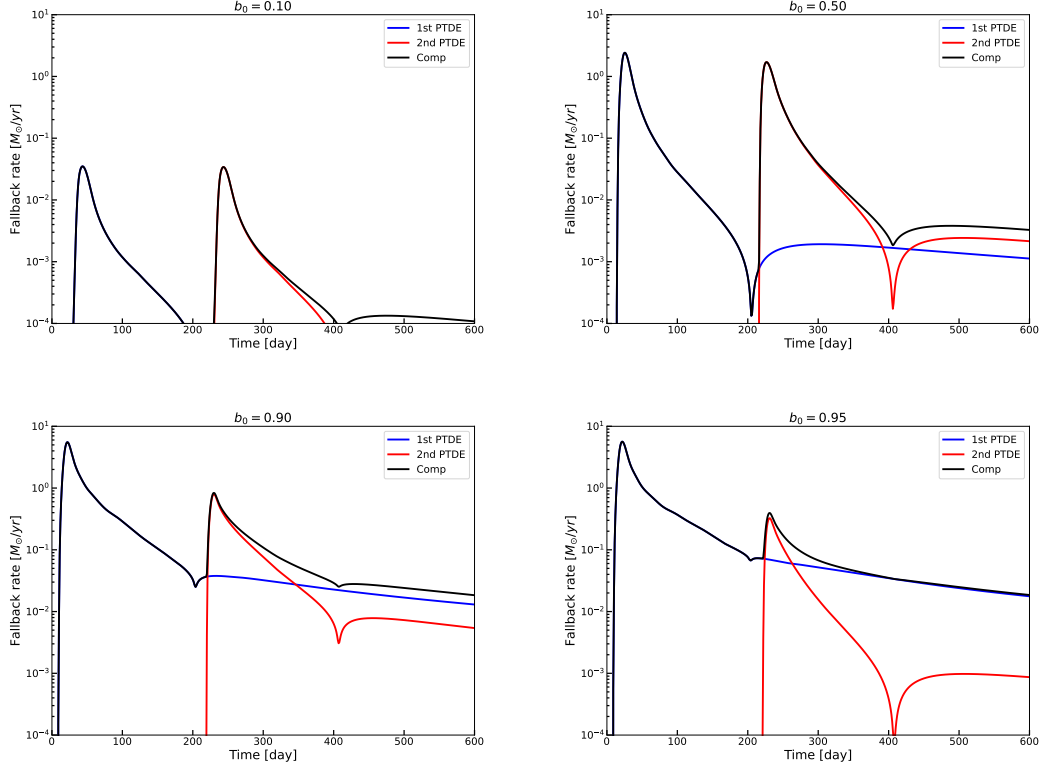 b₀ = 0.10
10¹
10⁰
10⁻¹
10⁻²
10⁻³
10⁻⁴
Fallback rate [M☉/yr]
0 100 200 300 400 500 600
Time [day]
1st PTDE
2nd PTDE
Comp
b₀ = 0.50
10¹
10⁰
10⁻¹
10⁻²
10⁻³
10⁻⁴
Fallback rate [M☉/yr]
0 100 200 300 400 500 600
Time [day]
1st PTDE
2nd PTDE
Comp
b₀ = 0.90
10¹
10⁰
10⁻¹
10⁻²
10⁻³
10⁻⁴
Fallback rate [M☉/yr]
0 100 200 300 400 500 600
Time [day]
1st PTDE
2nd PTDE
Comp
b₀ = 0.95
10¹
10⁰
10⁻¹
10⁻²
10⁻³
10⁻⁴
Fallback rate [M☉/yr]
0 100 200 300 400 500 600
Time [day]
1st PTDE
2nd PTDE
Comp